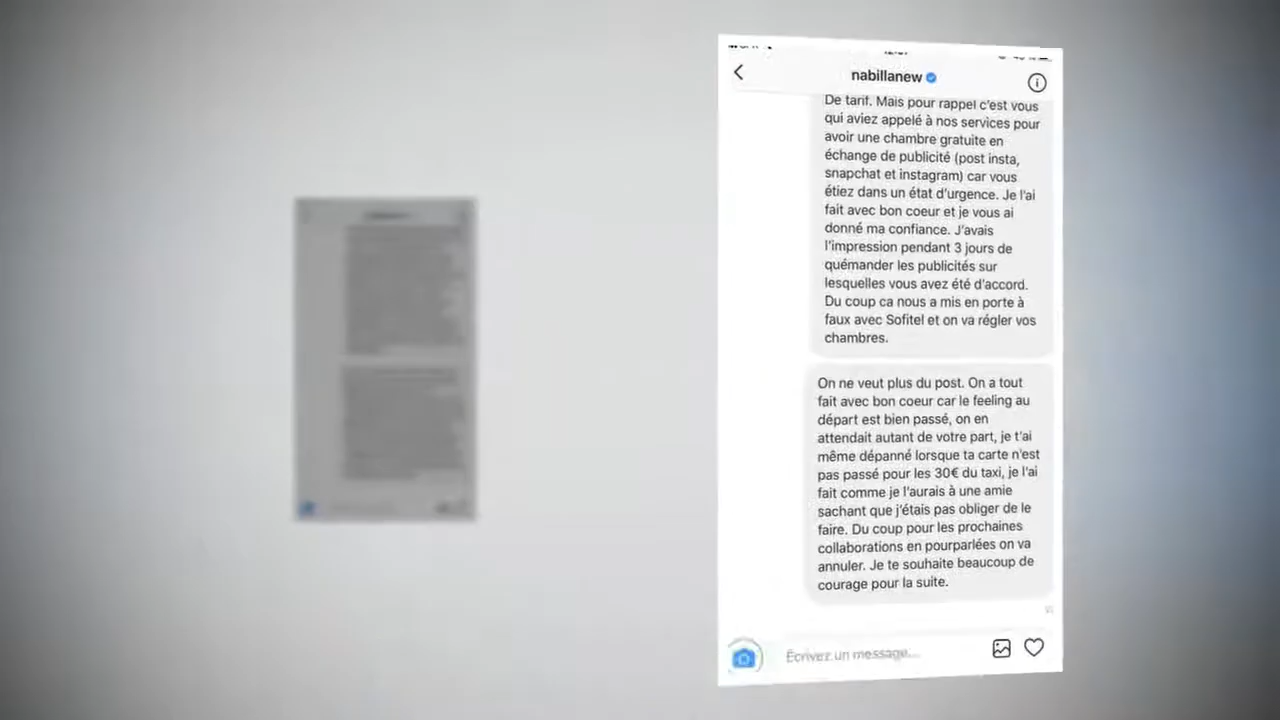 nabillanew
De tarif. Mais pour rappel c'est vous
qui aviez appelé à nos services pour
avoir une chambre gratuite en
échange de publicité (post insta,
snapchat et instagram) car vous
étiez dans un état d'urgence. Je l'ai
fait avec bon coeur et je vous ai
donné ma confiance. J'avais
l'impression pendant 3 jours de
quémander les publicités sur
lesquelles vous avez été d'accord.
Du coup ca nous a mis en porte à
faux avec Sofitel et on va régler vos
chambres.
On ne veut plus du post. On a tout
fait avec bon coeur car le feeling au
départ est bien passé, on en
attendait autant de votre part, je t'ai
même dépanné lorsque ta carte n'est
pas passé pour les 30€ du taxi, je l'ai
fait comme je l'aurais à une amie
sachant que j'étais pas obliger de le
faire. Du coup pour les prochaines
collaborations en pourparlées on va
annuler. Je te souhaite beaucoup de
courage pour la suite.
Écrivez un message...